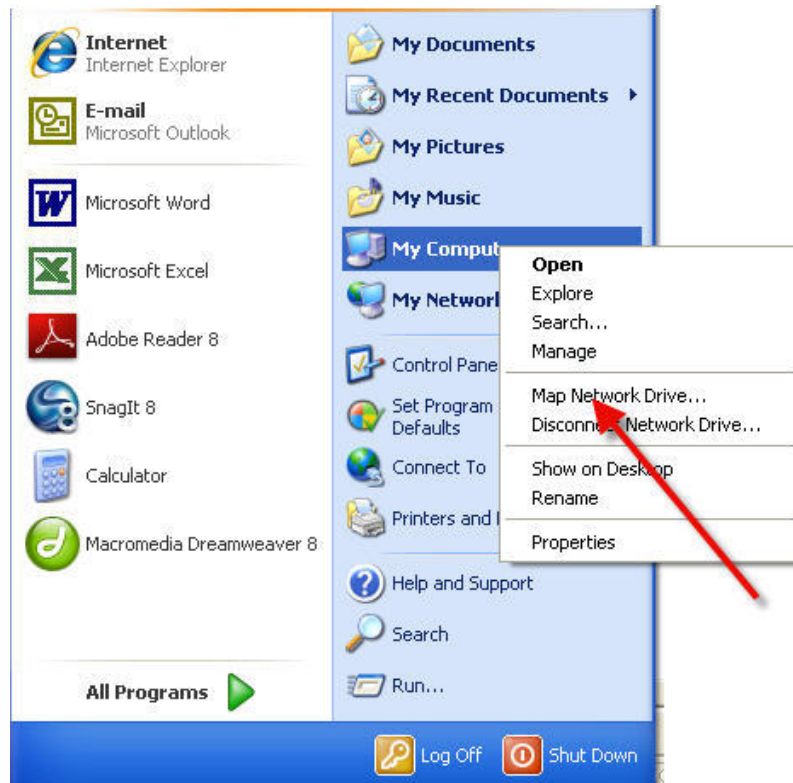 Internet
Internet Explorer
E-mail
Microsoft Outlook
Microsoft Word
Microsoft Excel
Adobe Reader 8
SnagIt 8
Calculator
Macromedia Dreamweaver 8
All Programs
My Documents
My Recent Documents
My Pictures
My Music
My Comput
My Networ
Control Pane
Set Program
Defaults
Connect To
Printers and
Help and Support
Search
Run...
Open
Explore
Search...
Manage
Map Network Drive...
Disconnect Network Drive...
Show on Desktop
Rename
Properties
Log Off
Shut Down